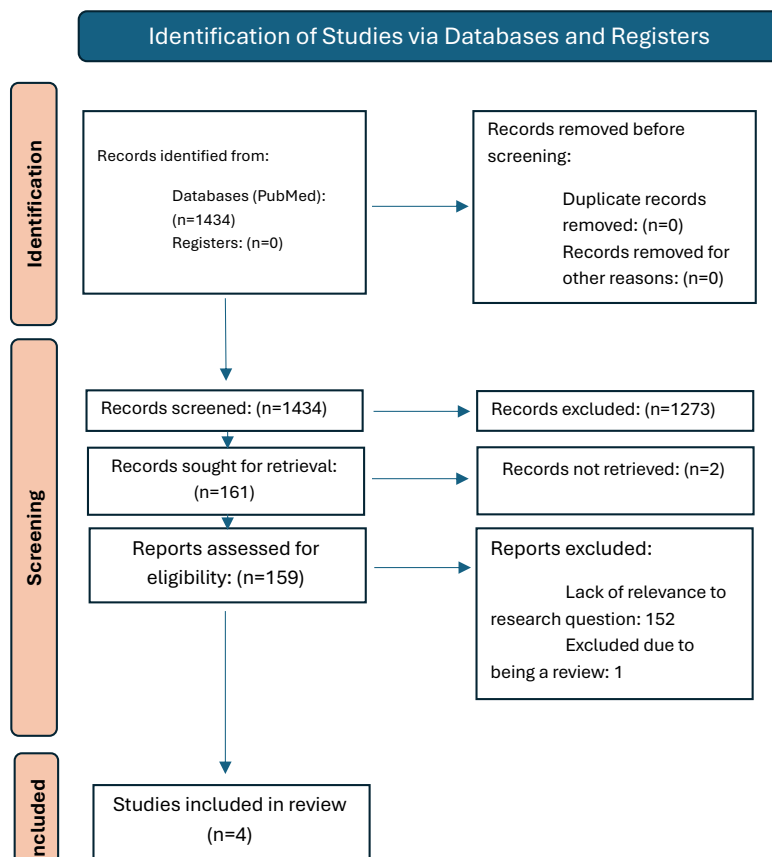 Identification of Studies via Databases and Registers
Identification
Records identified from:
Databases (PubMed):
(n=1434)
Registers: (n=0)
Records removed before
screening:
Duplicate records
removed: (n=0)
Records removed for
other reasons: (n=0)
Screening
Records screened: (n=1434)
Records excluded: (n=1273)
Records sought for retrieval:
(n=161)
Records not retrieved: (n=2)
Reports assessed for
eligibility: (n=159)
Reports excluded:
Lack of relevance to
research question: 152
Excluded due to
being a review: 1
ncluded
Studies included in review
(n=4)